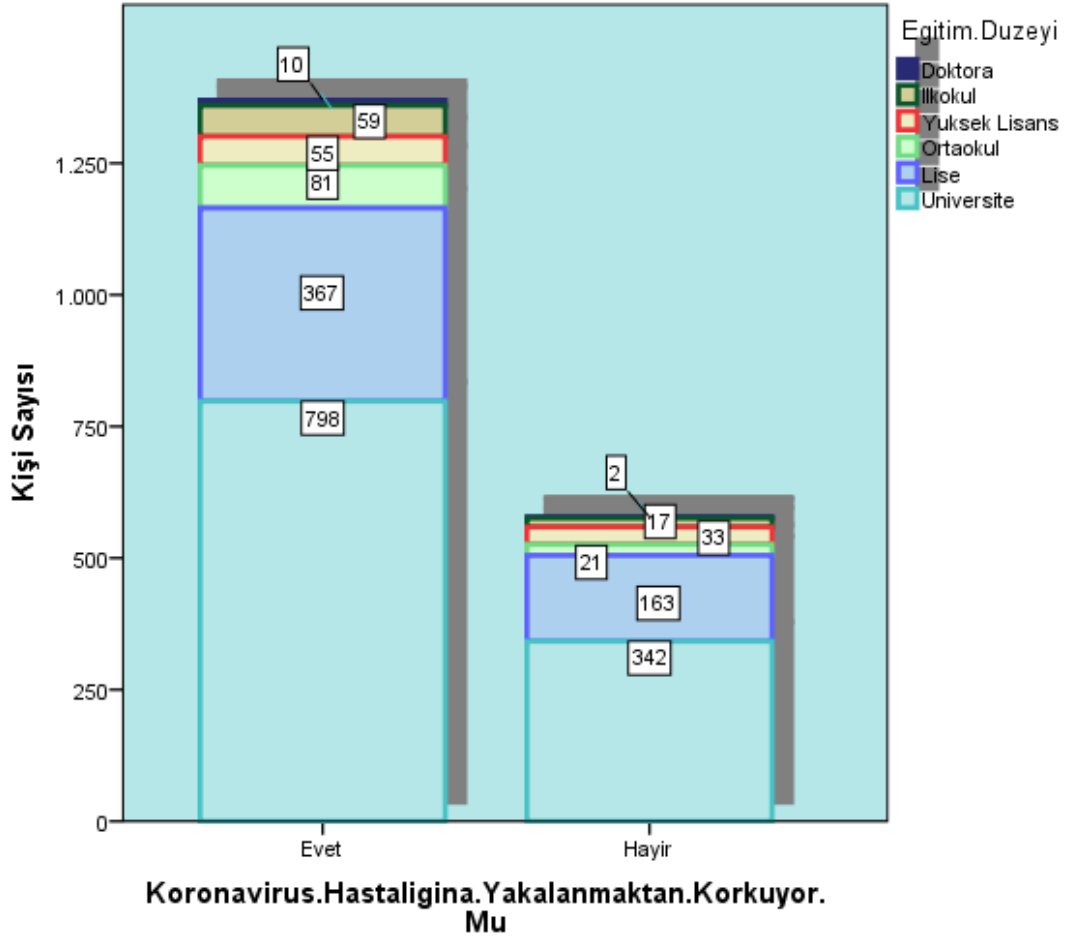 Egitim.Duzeyi
Doktora
Ilkokul
Yuksek Lisans
Ortaokul
Lise
Universite
Kişi Sayısı
1.250
1.000
750
500
250
0
10
59
55
81
367
798
2
17
33
21
163
342
Evet
Hayir
Koronavirus.Hastaligina.Yakalanmaktan.Korkuyor.
Mu